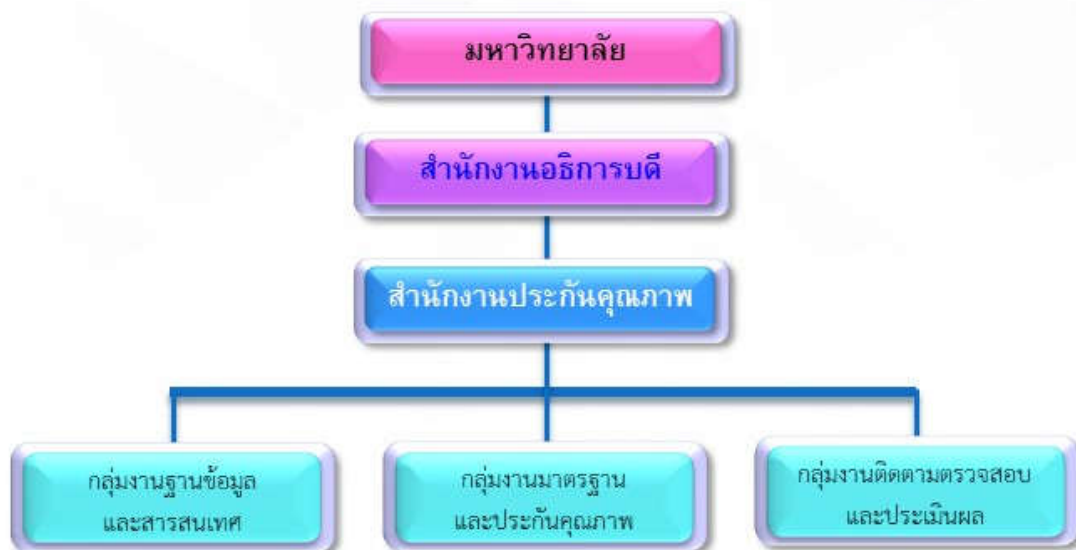 มหาวิทยาลัย
สำนักงานอธิการบดี
สำนักงานประกันคุณภาพ
กลุ่มงานฐานข้อมูล
และสารสนเทศ
กลุ่มงานมาตรฐาน
และประกันคุณภาพ
กลุ่มงานติดตามตรวจสอบ
และประเมินผล